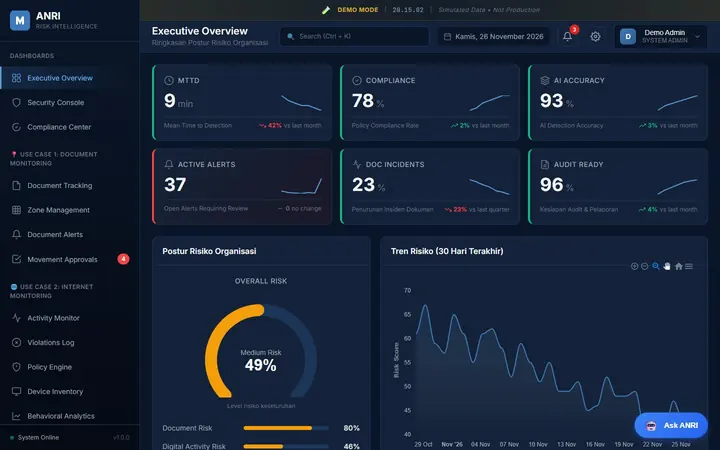 DEMO MODE | 20.15.02 | Simulated Data • Not Production
M ANRI
RISK INTELLIGENCE
DASHBOARDS
Executive Overview
Security Console
Compliance Center
USE CASE 1: DOCUMENT
MONITORING
Document Tracking
Zone Management
Document Alerts
Movement Approvals 4
USE CASE 2: INTERNET
MONITORING
Activity Monitor
Violations Log
Policy Engine
Device Inventory
Behavioral Analytics
System Online v1.0.0
Executive Overview
Ringkasan Postur Risiko Organisasi
Search (Ctrl + K)
Kamis, 26 November 2026
3
D Demo Admin
SYSTEM ADMIN
MTTD
9 min
Mean Time to Detection 42% vs last month
COMPLIANCE
78 %
Policy Compliance Rate 2% vs last month
AI ACCURACY
93 %
AI Detection Accuracy 3% vs last month
ACTIVE ALERTS
37
Open Alerts Requiring Review — 0 no change
DOC INCIDENTS
23 %
Penurunan Insiden Dokumen 23% vs last quarter
AUDIT READY
96 %
Kesiapan Audit & Pelaporan 4% vs last month
Postur Risiko Organisasi
OVERALL RISK
Medium Risk
49%
Level risiko keseluruhan
Document Risk 80%
Digital Activity Risk 46%
Tren Risiko (30 Hari Terakhir)
Risk Score
70
65
60
55
50
45
40
29 Oct Nov '26 04 Nov 07 Nov 10 Nov 13 Nov 16 Nov 19 Nov 22 Nov 25 Nov
Ask ANRI